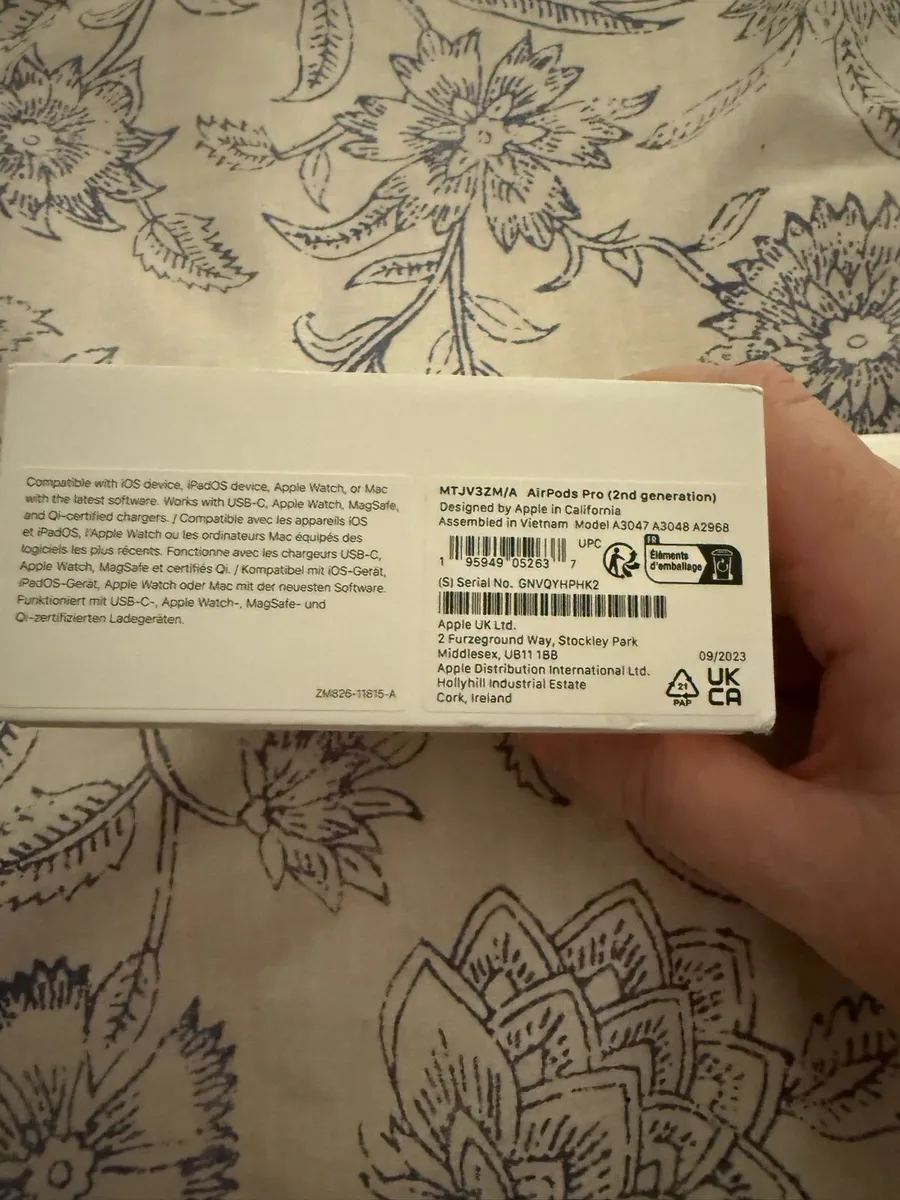 Compatible with iOS device, iPadOS device, Apple Watch, or Mac
with the latest software. Works with USB-C, Apple Watch, MagSafe,
and Qi-certified chargers. / Compatible avec les appareils iOS
et iPadOS, l'Apple Watch ou les ordinateurs Mac équipés des
logiciels les plus récents. Fonctionne avec les chargeurs USB-C,
Apple Watch, MagSafe et certifiés Qi. / Kompatibel mit iOS-Gerät,
iPadOS-Gerät, Apple Watch oder Mac mit der neuesten Software.
Funktioniert mit USB-C-, Apple Watch-, MagSafe- und
Qi-zertifizierten Ladegeräten.
ZM826-11815-A
MTJV3ZM/A AirPods Pro (2nd generation)
Designed by Apple in California
Assembled in Vietnam Model A3047 A3048 A2968
UPC
1 95949 05263 7
FR
Éléments
d'emballage
(S) Serial No. GNVQYHPHK2
Apple UK Ltd.
2 Furzeground Way, Stockley Park
Middlesex, UB11 1BB
Apple Distribution International Ltd.
Hollyhill Industrial Estate
Cork, Ireland
09/2023
21
PAP
UK
CA